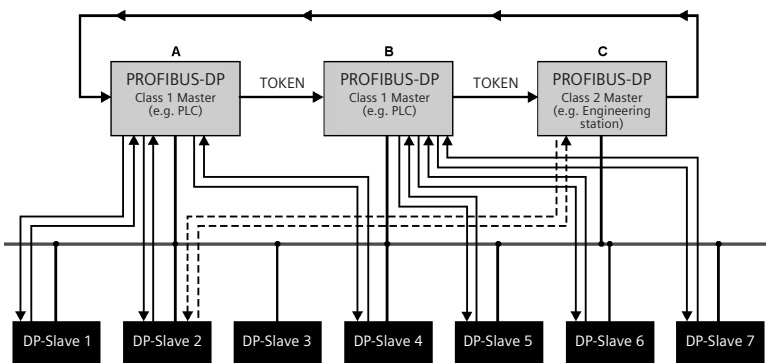 A
B
C
PROFIBUS-DP
Class 1 Master
(e.g. PLC)
TOKEN
PROFIBUS-DP
Class 1 Master
(e.g. PLC)
TOKEN
PROFIBUS-DP
Class 2 Master
(e.g. Engineering
station)
DP-Slave 1
DP-Slave 2
DP-Slave 3
DP-Slave 4
DP-Slave 5
DP-Slave 6
DP-Slave 7